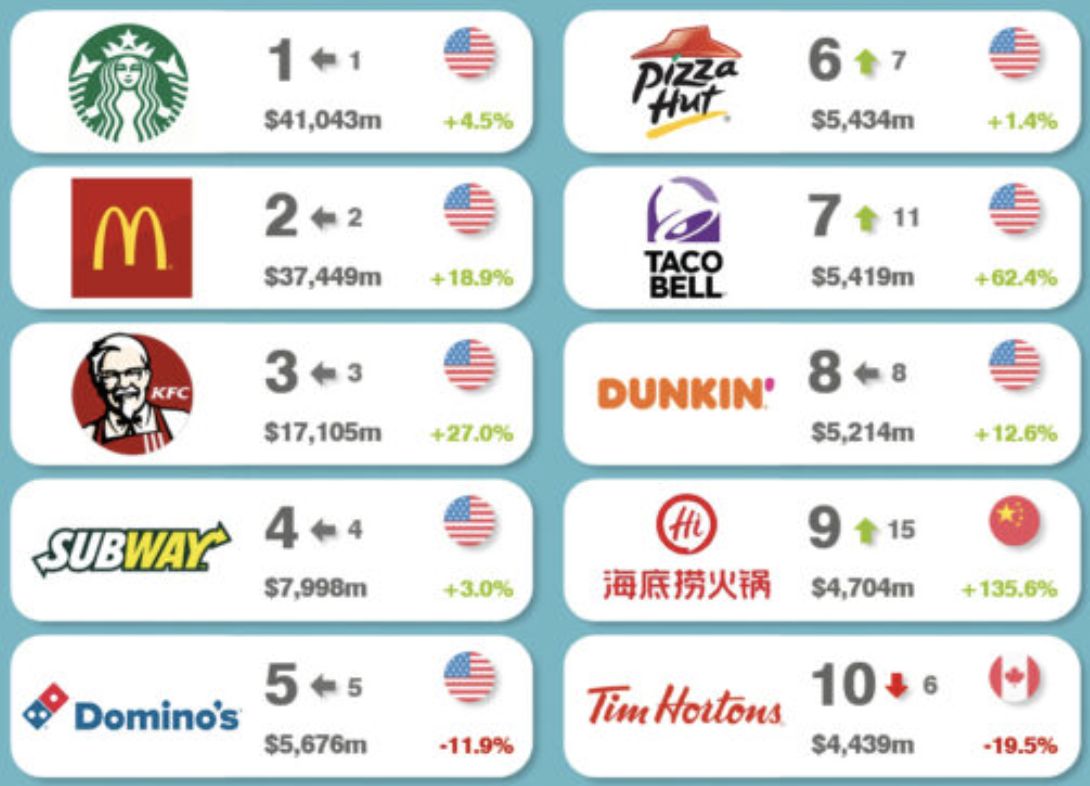 1 1
$41,043m +4.5%
2 2
$37,449m +18.9%
KFC
3 3
$17,105m +27.0%
SUBWAY
4 4
$7,998m +3.0%
Domino's
5 5
$5,676m -11.9%
Pizza
Hut
6 7
$5,434m +1.4%
TACO
BELL
7 11
$5,419m +62.4%
DUNKIN'
8 8
$5,214m +12.6%
Hi
海底捞火锅
9 15
$4,704m +135.6%
Tim Hortons
10 6
$4,439m -19.5%